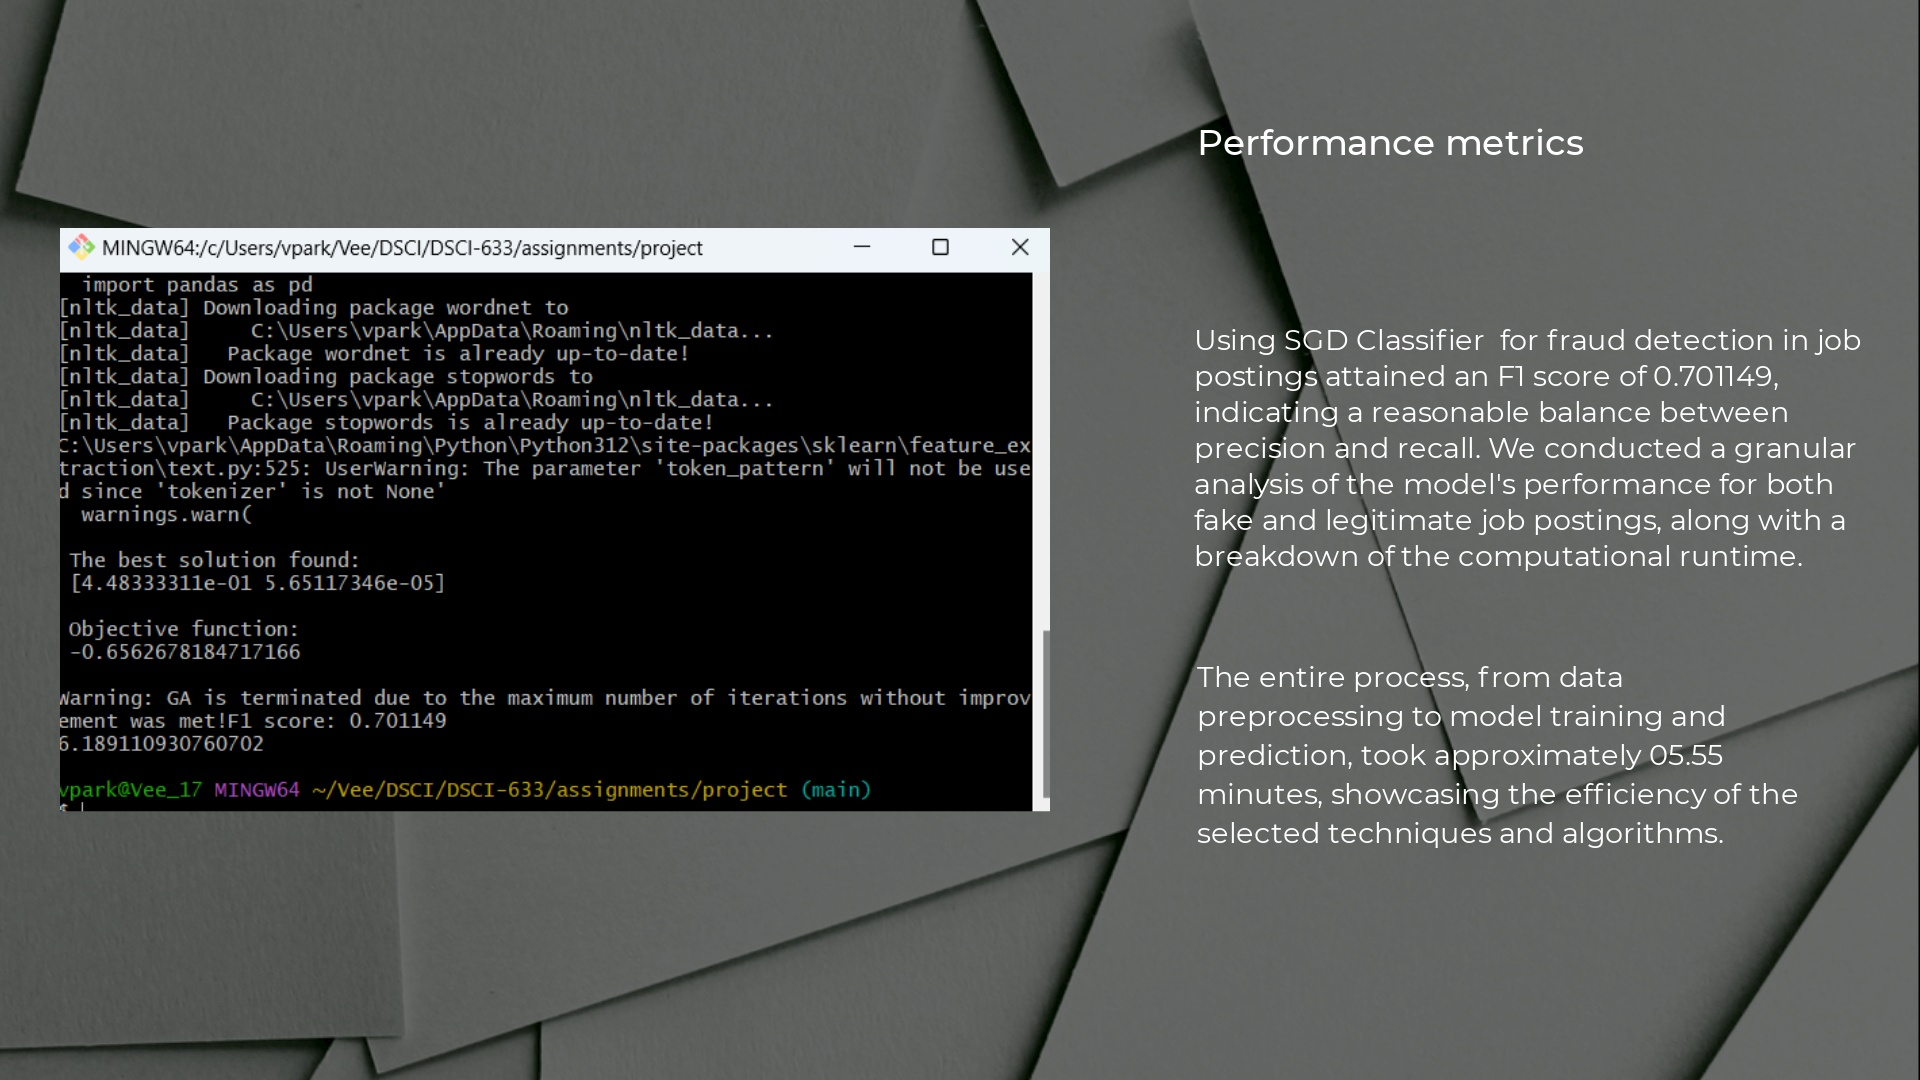 MINGW64:/c/Users/vpark/Vee/DSCI/DSCI-633/assignments/project
import pandas as pd
[nltk_data] Downloading package wordnet to
[nltk_data]     C:\Users\vpark\AppData\Roaming\nltk_data...
[nltk_data]   Package wordnet is already up-to-date!
[nltk_data] Downloading package stopwords to
[nltk_data]     C:\Users\vpark\AppData\Roaming\nltk_data...
[nltk_data]   Package stopwords is already up-to-date!
C:\Users\vpark\AppData\Roaming\Python\Python312\site-packages\sklearn\feature_ex
traction\text.py:525: UserWarning: The parameter 'token_pattern' will not be use
d since 'tokenizer' is not None'
warnings.warn(
The best solution found:
[4.48333311e-01 5.65117346e-05]
Objective function:
-0.6562678184717166
Warning: GA is terminated due to the maximum number of iterations without improv
ement was met!F1 score: 0.701149
6.189110930760702
vpark@Vee_17 MINGW64 ~/Vee/DSCI/DSCI-633/assignments/project (main)
$
Performance metrics
Using SGD Classifier for fraud detection in job
postings attained an F1 score of 0.701149,
indicating a reasonable balance between
precision and recall. We conducted a granular
analysis of the model's performance for both
fake and legitimate job postings, along with a
breakdown of the computational runtime.
The entire process, from data
preprocessing to model training and
prediction, took approximately 05.55
minutes, showcasing the efficiency of the
selected techniques and algorithms.